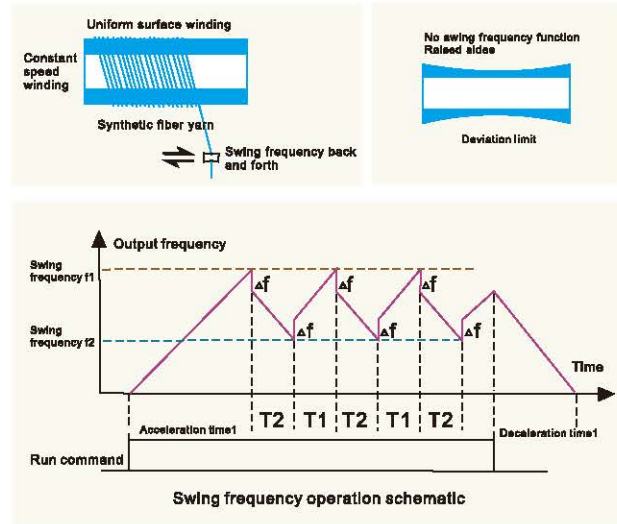 Uniform surface winding
Constant
speed
winding
Synthetic fiber yarn
Swing frequency back
and forth
No awing frequency function
Raised sides
Deviation limit
Output frequency
Swing
frequency f1
Δf
Δf
Δf
Swing
frequency f2
Δf
Δf
Δf
Time
T2
T1
T2
T1
T2
Acceleration time1
Deceleration time1
Run command
Swing frequency operation schematic